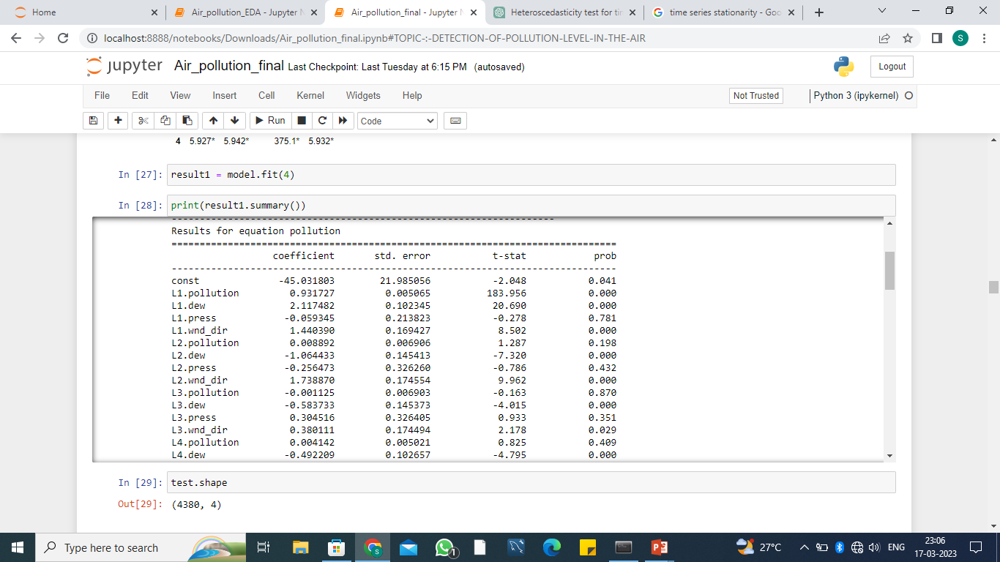 Home
Air_pollution_EDA - Jupyter N
Air_pollution_final - Jupyter N
Heteroscedasticity test for tim
time series stationarity - Goo
localhost:8888/notebooks/Downloads/Air_pollution_final.ipynb#TOPIC-:-DETECTION-OF-POLLUTION-LEVEL-IN-THE-AIR
S
jupyter Air_pollution_final Last Checkpoint: Last Tuesday at 6:15 PM (autosaved)
Logout
File Edit View Insert Cell Kernel Widgets Help
Not Trusted
Python 3 (ipykernel)
Run
Code
4 5.927* 5.942* 375.1* 5.932*
In [27]: result1 = model.fit(4)
In [28]: print(result1.summary())
--------------------------------------------------------------------
Results for equation pollution
===============================================================================
coefficient std. error t-stat prob
-------------------------------------------------------------------------------
const -45.031803 21.985056 -2.048 0.041
L1.pollution 0.931727 0.005065 183.956 0.000
L1.dew 2.117482 0.102345 20.690 0.000
L1.press -0.059345 0.213823 -0.278 0.781
L1.wnd_dir 1.440390 0.169427 8.502 0.000
L2.pollution 0.008892 0.006906 1.287 0.198
L2.dew -1.064433 0.145413 -7.320 0.000
L2.press -0.256473 0.326260 -0.786 0.432
L2.wnd_dir 1.738870 0.174554 9.962 0.000
L3.pollution -0.001125 0.006903 -0.163 0.870
L3.dew -0.583733 0.145373 -4.015 0.000
L3.press 0.304516 0.326405 0.933 0.351
L3.wnd_dir 0.380111 0.174494 2.178 0.029
L4.pollution 0.004142 0.005021 0.825 0.409
L4.dew -0.492209 0.102657 -4.795 0.000
In [29]: test.shape
Out[29]: (4380, 4)
Type here to search
1
27°C
ENG
23:06
17-03-2023